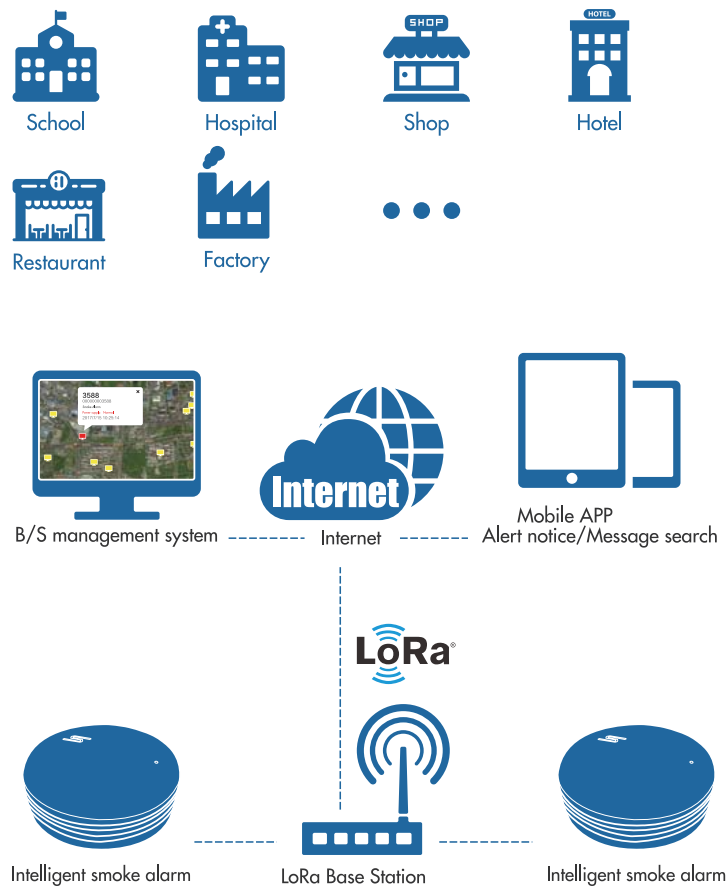 SHOP
HOTEL
School
Hospital
Shop
Hotel
Restaurant
Factory
3588
Internet
B/S management system
Internet
Mobile APP
Alert notice/Message search
LoRa®
Intelligent smoke alarm
LoRa Base Station
Intelligent smoke alarm